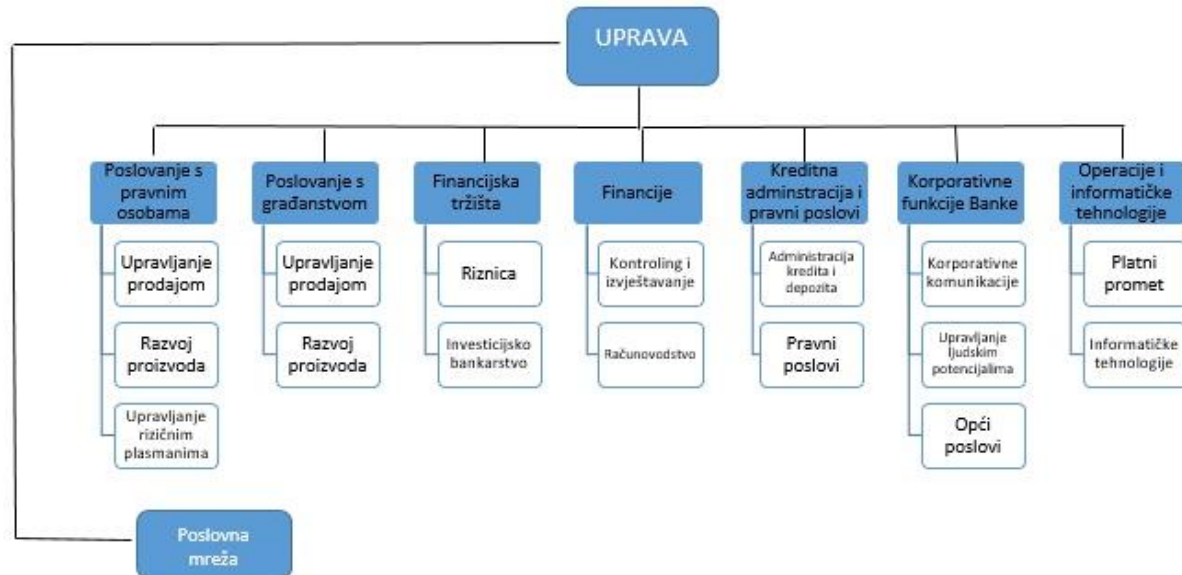 UPRAVA
Poslovanje s
pravnim
osobama
Poslovanje s
građanstvom
Financijska
tržišta
Financije
Kreditna
adminstracija i
pravni poslovi
Korporativne
funkcije Banke
Operacije i
informatičke
tehnologije
Upravljanje
prodajom
Upravljanje
prodajom
Riznica
Kontroling i
izvještavanje
Administracija
kredita i
depozita
Korporativne
komunikacije
Platni
promet
Razvoj
proizvoda
Razvoj
proizvoda
Investicijsko
bankarstvo
Računovodstvo
Pravni
poslovi
Upravljanje
ljudskim
potencijalima
Informatičke
tehnologije
Upravljanje
rizičnim
plasmanima
Opći
poslovi
Poslovna
mreža